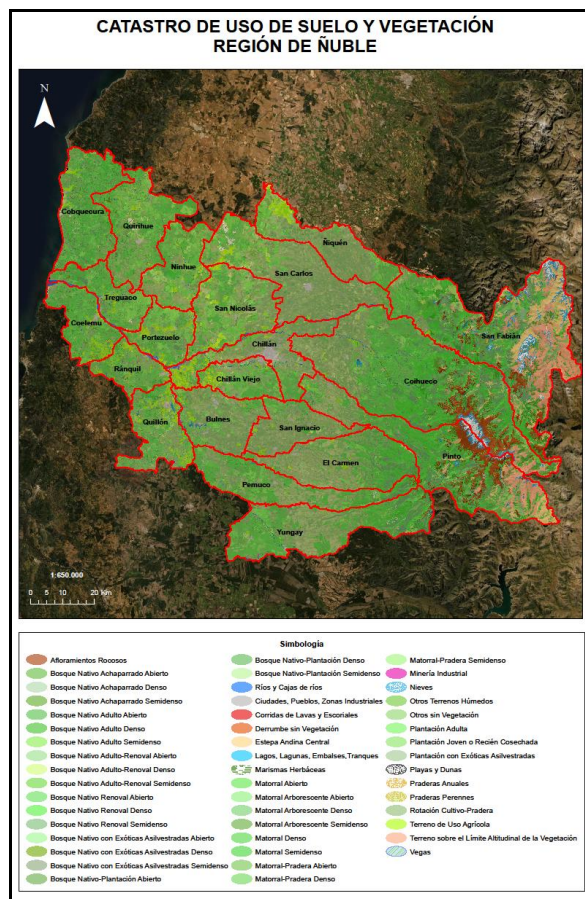 CATASTRO DE USO DE SUELO Y VEGETACIÓN
REGIÓN DE ÑUBLE
N
Cobquecura
Quirihue
Ninhue
Ñiquén
San Carlos
Treguaco
San Nicolás
Coelemu
Portezuelo
San Fabián
Chillán
Ránquil
Chillán Viejo
Coihueco
Quillón
Bulnes
San Ignacio
Pinto
El Carmen
Pemuco
Yungay
1:650.000
0 5 10 20 Km
Simbología
Afloramientos Rocosos
Bosque Nativo Achaparrado Abierto
Bosque Nativo Achaparrado Denso
Bosque Nativo Achaparrado Semidenso
Bosque Nativo Adulto Abierto
Bosque Nativo Adulto Denso
Bosque Nativo Adulto Semidenso
Bosque Nativo Adulto-Renoval Abierto
Bosque Nativo Adulto-Renoval Denso
Bosque Nativo Adulto-Renoval Semidenso
Bosque Nativo Renoval Abierto
Bosque Nativo Renoval Denso
Bosque Nativo Renoval Semidenso
Bosque Nativo con Exóticas Asilvestradas Abierto
Bosque Nativo con Exóticas Asilvestradas Denso
Bosque Nativo con Exóticas Asilvestradas Semidenso
Bosque Nativo-Plantación Abierto
Bosque Nativo-Plantación Denso
Bosque Nativo-Plantación Semidenso
Ríos y Cajas de ríos
Ciudades, Pueblos, Zonas Industriales
Corridas de Lavas y Escoriales
Derrumbe sin Vegetación
Estepa Andina Central
Lagos, Lagunas, Embalses,Tranques
Marismas Herbáceas
Matorral Abierto
Matorral Arborescente Abierto
Matorral Arborescente Denso
Matorral Arborescente Semidenso
Matorral Denso
Matorral Semidenso
Matorral-Pradera Abierto
Matorral-Pradera Denso
Matorral-Pradera Semidenso
Minería Industrial
Nieves
Otros Terrenos Húmedos
Otros sin Vegetación
Plantación Adulta
Plantación Joven o Recién Cosechada
Plantación con Exóticas Asilvestradas
Playas y Dunas
Praderas Anuales
Praderas Perennes
Rotación Cultivo-Pradera
Terreno de Uso Agrícola
Terreno sobre el Límite Altitudinal de la Vegetación
Vegas